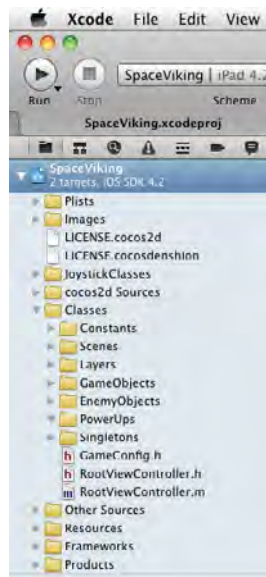 Xcode File Edit View
SpaceViking iPad 4.2
Run Stop Scheme
SpaceViking.xcodeproj
SpaceViking
2 targets, iOS SDK 4.2
Plists
Images
LICENSE.cocos2d
LICENSE.cocosdenshion
JoystickClasses
cocos2d Sources
Classes
Constants
Scenes
Layers
GameObjects
EnemyObjects
PowerUps
Singletons
h GameConfig.h
h RootViewController.h
m RootViewController.m
Other Sources
Resources
Frameworks
Products